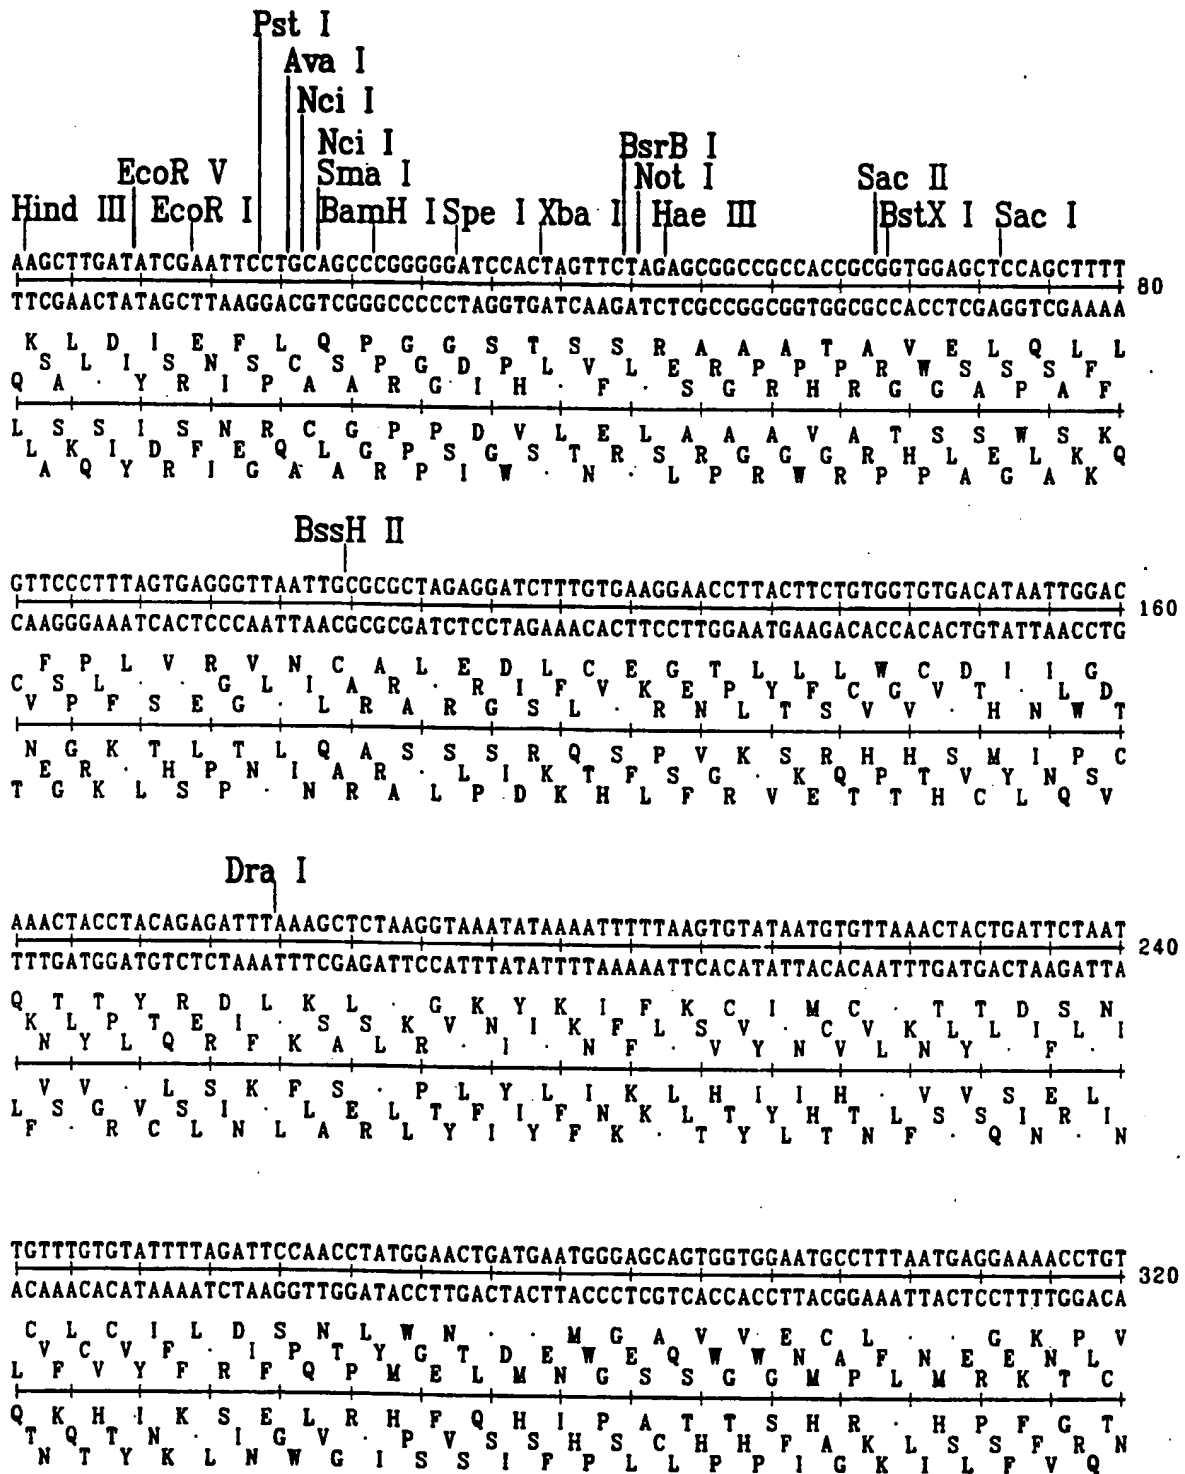 Pst I
Ava I
Nci I
Nci I BsrB I
EcoR V Sma I Not I Sac II
Hind III EcoR I BamH I Spe I Xba I Hae III BstX I Sac I
AAGCTTGATATCGAATTCCTGCAGCCCGGGGGATCCACTAGTTCTAGAGCGGCCGCCACCGCGGTGGAGCTCCAGCTTTT
80
TTCGAACTATAGCTTAAGGACGTCGGGCCCCCTAGGTGATCAAGATCTCGCCGGCGGTGGCGCCACCTCGAGGTCGAAAA
K L D I E F L Q P G G S T S S R A A A T A V E L Q L L
S L I S N S C S P G D P L V L E R P P P R W S S S F
Q A · Y R I P A A R G I H · F · S G R H R G G A P A F
L S S I S N R C G P P D V L E L A A A V A T S S W S K
L K I D F E Q L G P S G S T R S R G G G R H L E L K Q
A Q Y R I G A A R P I W · N · L P R W R P P A G A K
BssH II
GTTCCCTTTAGTGAGGGTTAATTGCGCGCTAGAGGATCTTTGTGAAGGAACCTTACTTCTGTGGTGTGACATAATTGGAC
160
CAAGGGAAATCACTCCCAATTAACGCGCGATCTCCTAGAAACACTTCCTTGGAATGAAGACACCACACTGTATTAACCTG
F P L V R V N C A L E D L C E G T L L L W C D I I G
C S L · · G L I A R · R I F V K E P Y F C G V T · L D
V P F S E G · L R A R G S L · R N L T S V V · H N W T
N G K T L T L Q A S S S R Q S P V K S R H H S M I P C
E R · H P N I A R · L I K T F S G · K Q P T V Y N S
T G K L S P · N R A L P D K H L F R V E T T H C L Q V
Dra I
AAACTACCTACAGAGATTTAAAGCTCTAAGGTAAATATAAAATTTTTAAGTGTATAATGTGTTAAACTACTGATTCTAAT
240
TTTGATGGATGTCTCTAAATTTCGAGATTCCATTTATATTTTAAAAATTCACATATTACACAATTTGATGACTAAGATTA
Q T T Y R D L K L · G K Y K I F K C I M C · T T D S N
K L P T E I · S S K V N I K F L S V · C V K L L I L I
N Y L Q R F K A L R · I · N F · V Y N V L N Y · F ·
V V · L S K F S · P L Y L I K L H I I H · V V S E L
L S G V S I · L E L T F I F N K L T Y H T L S S I R I
F · R C L N L A R L Y I Y F K · T Y L T N F · Q N · N
TGTTTGTGTATTTTAGATTCCAACCTATGGAACTGATGAATGGGAGCAGTGGTGGAATGCCTTTAATGAGGAAAACCTGT
320
ACAAACACATAAAATCTAAGGTTGGATACCTTGACTACTTACCCTCGTCACCACCTTACGGAAATTACTCCTTTTGGACA
C L C I L D S N L W N · · M G A V V E C L · · G K P V
V C V F · I P T Y G T D E W E Q W W N A F N E E N L
L F V Y F R F Q P M E L M N G S S G G M P L M R K T C
Q K H I K S E L R H F Q H I P A T T S H R · H P F G T
T Q T N · I G V · P V S S H S C H H F A K L S S F R N
N T Y K L N W G I S S I F P L L P P I G K I L F V Q